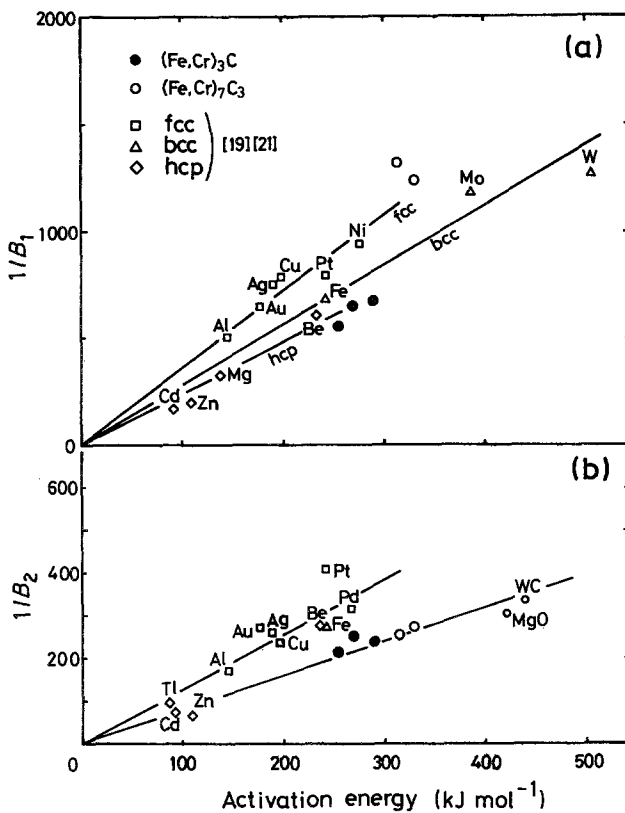 2000
(a)
● (Fe,Cr)₃C
○ (Fe,Cr)₇C₃
□ fcc
△ bcc
◇ hcp
) [19][21]
W
Mo
fcc
bcc
1000
Ni
Cu
Pt
Ag
Fe
Au
Al
Be
hcp
Mg
Cd
Zn
0
1/B₁
(b)
600
400
Pt
Pd
WC
Be
Ag
MgO
Au
Fe
Cu
200
Al
Tl
Zn
Cd
0
1/B₂
0 100 200 300 400 500
Activation energy (kJ mol⁻¹)